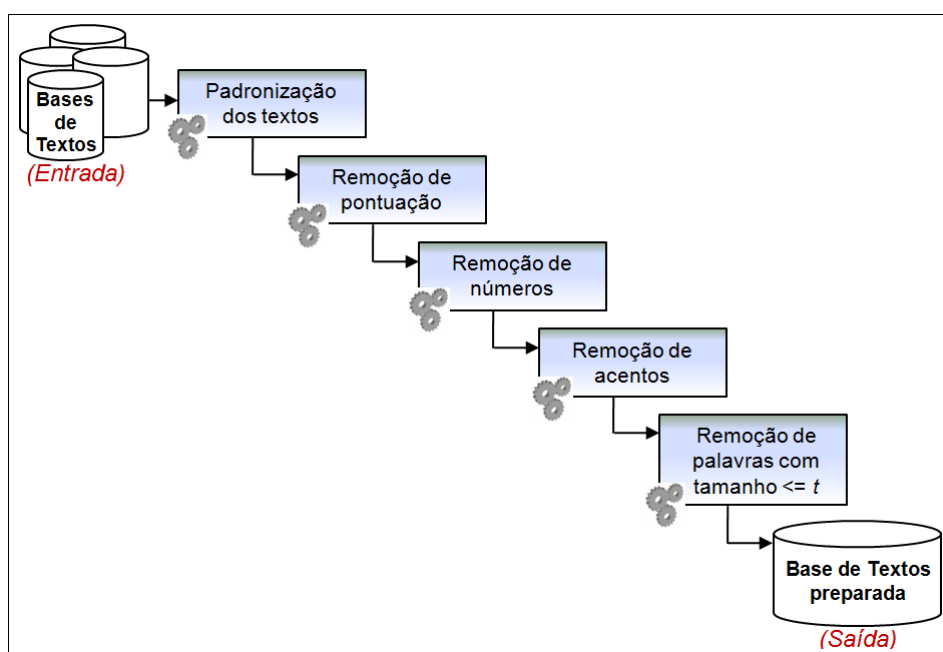 Bases
de
Textos
(Entrada)
Padronização
dos textos
Remoção de
pontuação
Remoção de
números
Remoção de
acentos
Remoção de
palavras com
tamanho <= t
Base de Textos
preparada
(Saída)